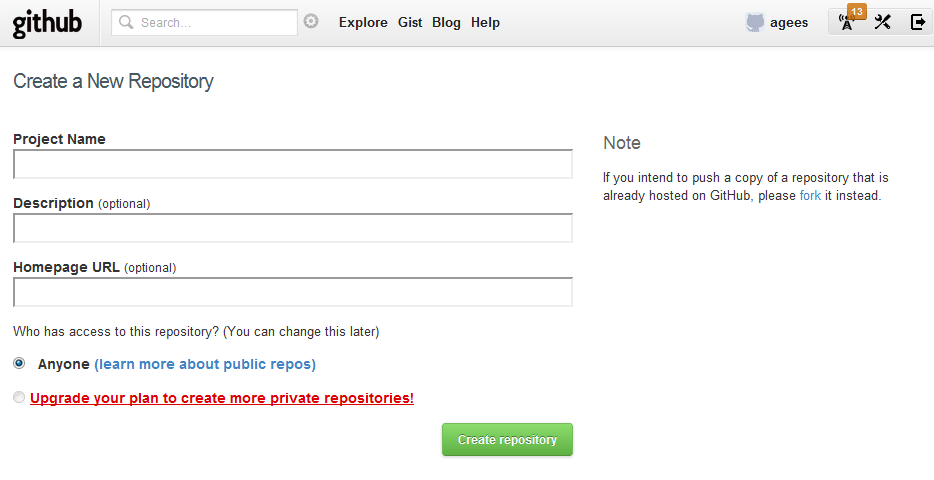 github Search... Explore Gist Blog Help agees 13
Create a New Repository
Project Name
Description (optional)
Homepage URL (optional)
Who has access to this repository? (You can change this later)
Anyone (learn more about public repos)
Upgrade your plan to create more private repositories!
Create repository
Note
If you intend to push a copy of a repository that is
already hosted on GitHub, please fork it instead.